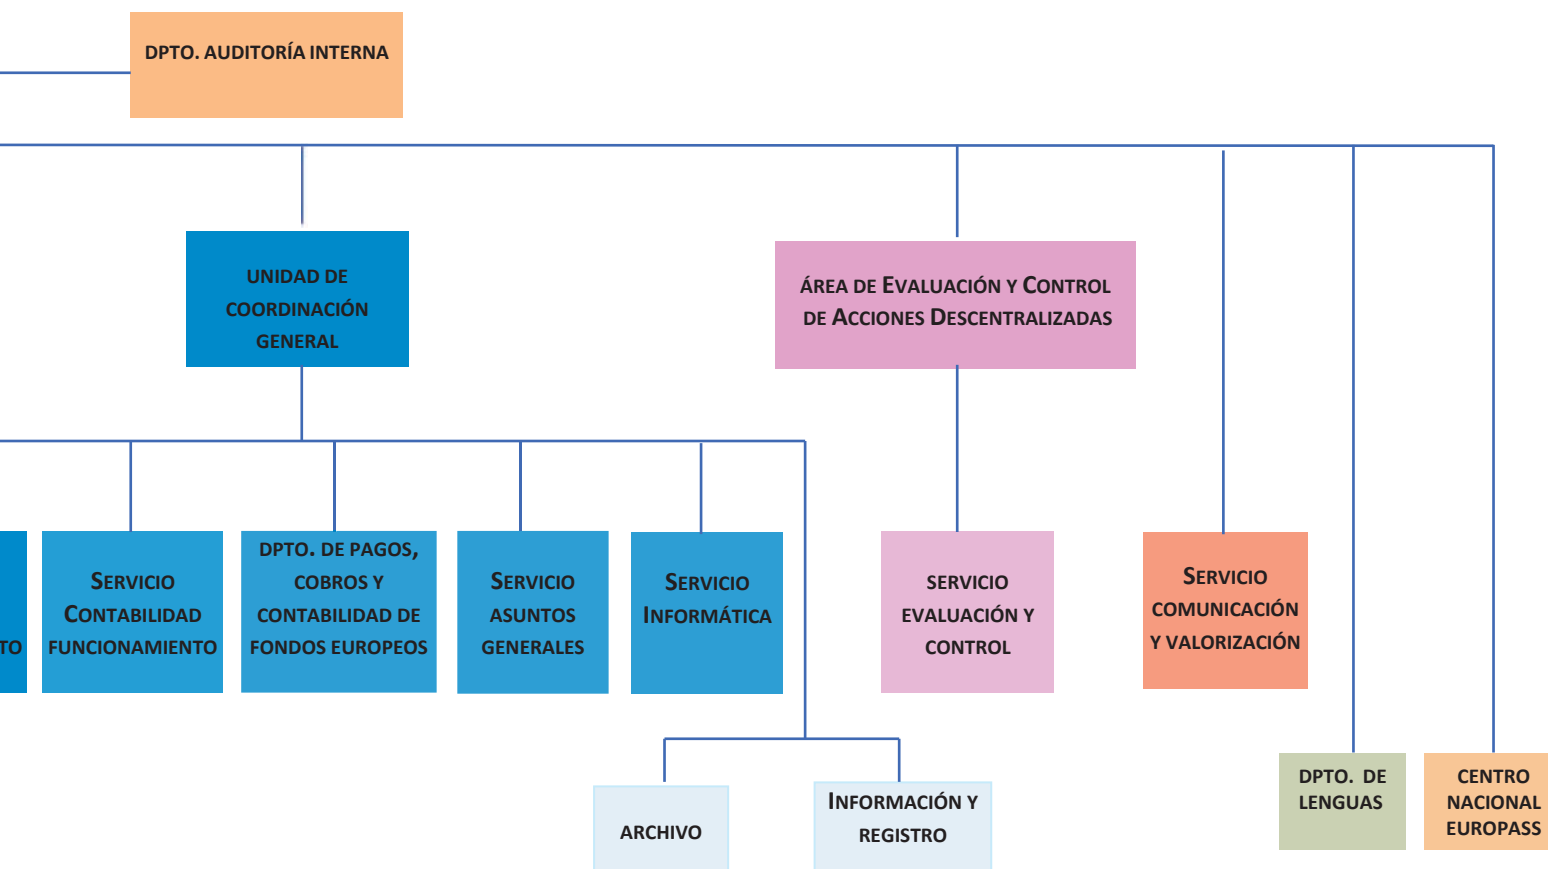 DPTO. AUDITORÍA INTERNA
UNIDAD DE
COORDINACIÓN
GENERAL
ÁREA DE EVALUACIÓN Y CONTROL
DE ACCIONES DESCENTRALIZADAS
TO
SERVICIO
CONTABILIDAD
FUNCIONAMIENTO
DPTO. DE PAGOS,
COBROS Y
CONTABILIDAD DE
FONDOS EUROPEOS
SERVICIO
ASUNTOS
GENERALES
SERVICIO
INFORMÁTICA
SERVICIO
EVALUACIÓN Y
CONTROL
SERVICIO
COMUNICACIÓN
Y VALORIZACIÓN
ARCHIVO
INFORMACIÓN Y
REGISTRO
DPTO. DE
LENGUAS
CENTRO
NACIONAL
EUROPASS